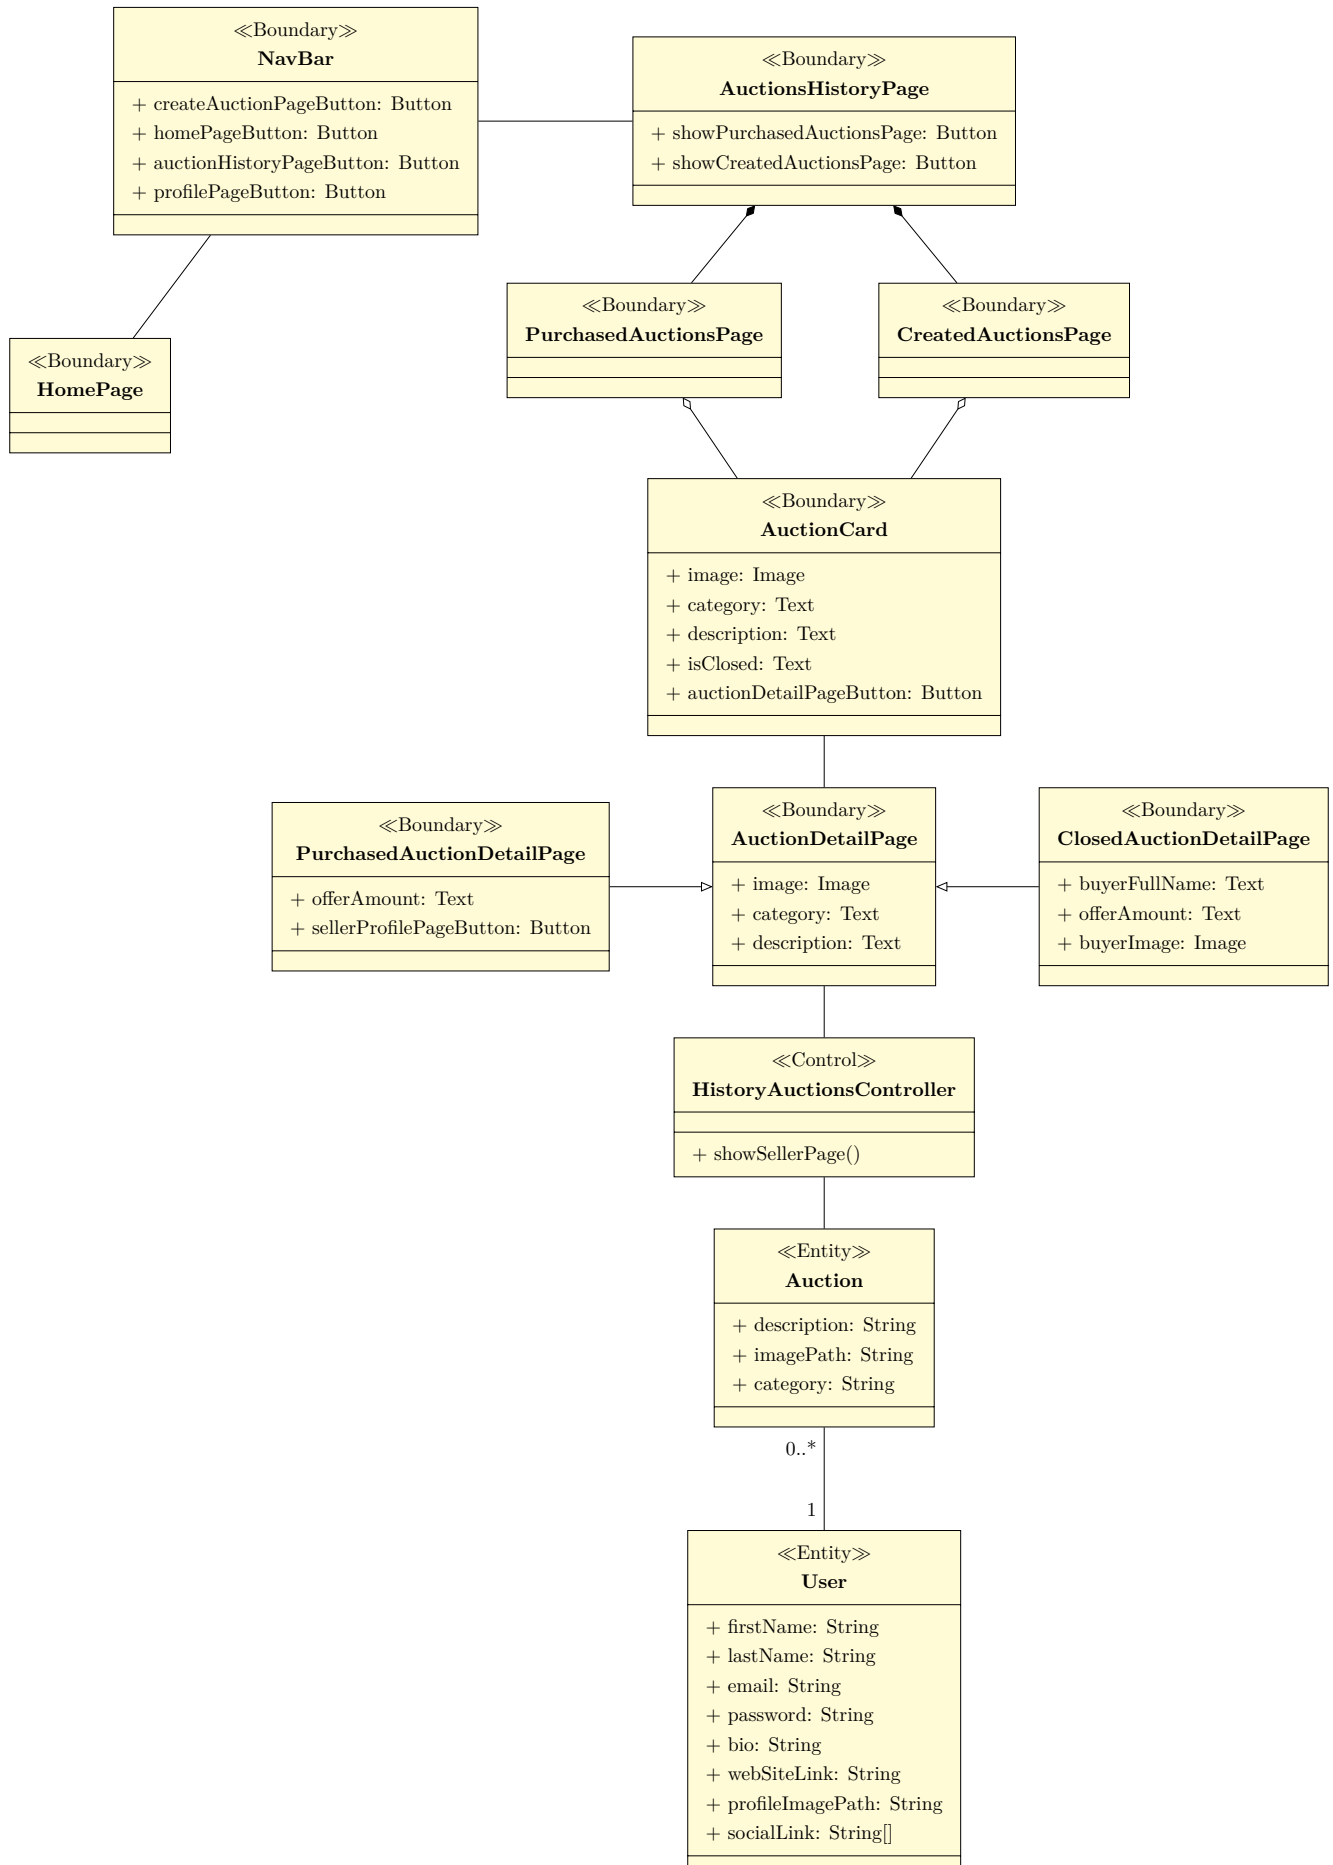 ≪Boundary≫
NavBar
+ createAuctionPageButton: Button
+ homePageButton: Button
+ auctionHistoryPageButton: Button
+ profilePageButton: Button
≪Boundary≫
AuctionsHistoryPage
+ showPurchasedAuctionsPage: Button
+ showCreatedAuctionsPage: Button
≪Boundary≫
HomePage
≪Boundary≫
PurchasedAuctionsPage
≪Boundary≫
CreatedAuctionsPage
≪Boundary≫
AuctionCard
+ image: Image
+ category: Text
+ description: Text
+ isClosed: Text
+ auctionDetailPageButton: Button
≪Boundary≫
PurchasedAuctionDetailPage
+ offerAmount: Text
+ sellerProfilePageButton: Button
≪Boundary≫
AuctionDetailPage
+ image: Image
+ category: Text
+ description: Text
≪Boundary≫
ClosedAuctionDetailPage
+ buyerFullName: Text
+ offerAmount: Text
+ buyerImage: Image
≪Control≫
HistoryAuctionsController
+ showSellerPage()
≪Entity≫
Auction
+ description: String
+ imagePath: String
+ category: String
0..*
1
≪Entity≫
User
+ firstName: String
+ lastName: String
+ email: String
+ password: String
+ bio: String
+ webSiteLink: String
+ profileImagePath: String
+ socialLink: String[]